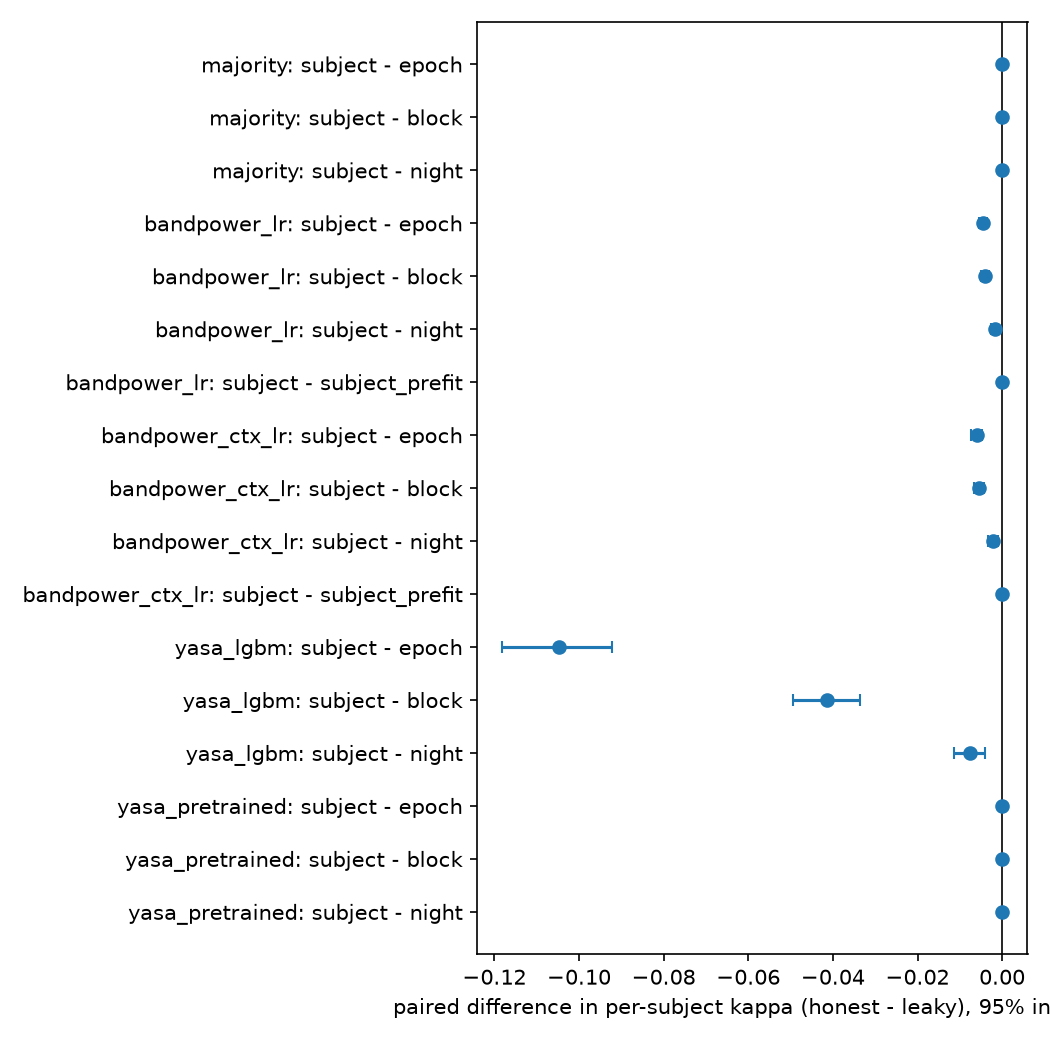 majority: subject - epoch
majority: subject - block
majority: subject - night
bandpower_lr: subject - epoch
bandpower_lr: subject - block
bandpower_lr: subject - night
bandpower_lr: subject - subject_prefit
bandpower_ctx_lr: subject - epoch
bandpower_ctx_lr: subject - block
bandpower_ctx_lr: subject - night
bandpower_ctx_lr: subject - subject_prefit
yasa_lgbm: subject - epoch
yasa_lgbm: subject - block
yasa_lgbm: subject - night
yasa_pretrained: subject - epoch
yasa_pretrained: subject - block
yasa_pretrained: subject - night
−0.12 −0.10 −0.08 −0.06 −0.04 −0.02 0.00
paired difference in per-subject kappa (honest - leaky), 95% in